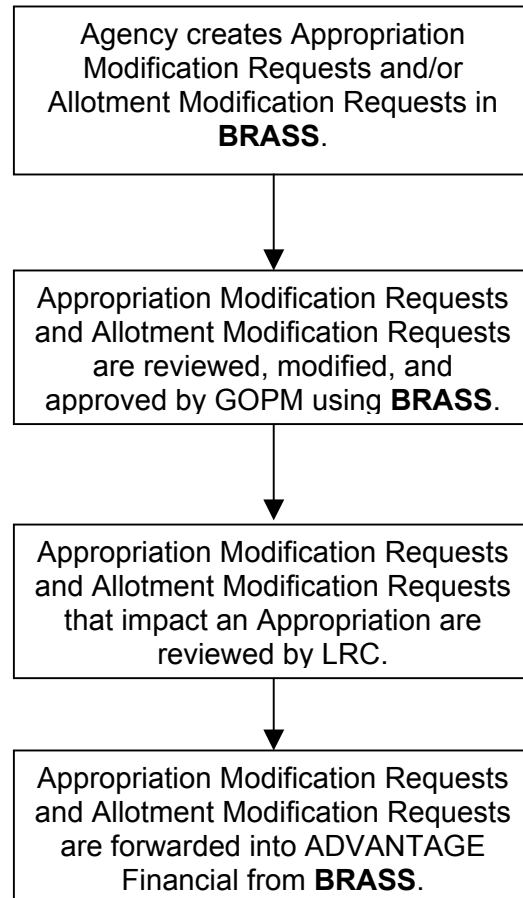 Agency creates Appropriation
Modification Requests and/or
Allotment Modification Requests in
BRASS.
Appropriation Modification Requests
and Allotment Modification Requests
are reviewed, modified, and
approved by GOPM using BRASS.
Appropriation Modification Requests
and Allotment Modification Requests
that impact an Appropriation are
reviewed by LRC.
Appropriation Modification Requests
and Allotment Modification Requests
are forwarded into ADVANTAGE
Financial from BRASS.